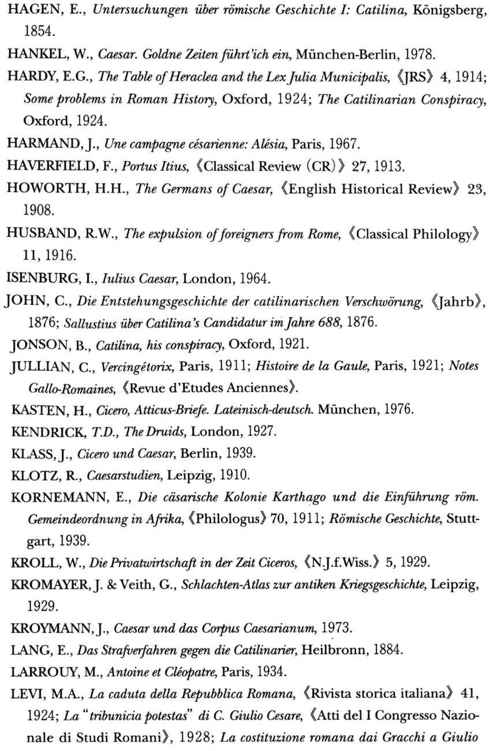 HAGEN, E., Untersuchungen über römische Geschichte I: Catilina, Königsberg,
1854.
HANKEL, W., Caesar. Goldne Zeiten führt'ich ein, München-Berlin, 1978.
HARDY, E.G., The Table of Heraclea and the Lex Julia Municipalis, 《JRS》 4, 1914;
Some problems in Roman History, Oxford, 1924; The Catilinarian Conspiracy,
Oxford, 1924.
HARMAND, J., Une campagne césarienne: Alésia, Paris, 1967.
HAVERFIELD, F., Portus Itius, 《Classical Review (CR)》 27, 1913.
HOWORTH, H.H., The Germans of Caesar, 《English Historical Review》 23,
1908.
HUSBAND, R.W., The expulsion of foreigners from Rome, 《Classical Philology》
11, 1916.
ISENBURG, I., Iulius Caesar, London, 1964.
JOHN, C., Die Entstehungsgeschichte der catilinarischen Verschwörung, 《Jahrb》,
1876; Sallustius über Catilina's Candidatur im Jahre 688, 1876.
JONSON, B., Catilina, his conspiracy, Oxford, 1921.
JULLIAN, C., Vercingétorix, Paris, 1911; Histoire de la Gaule, Paris, 1921; Notes
Gallo-Romaines, 《Revue d'Etudes Anciennes》.
KASTEN, H., Cicero, Atticus-Briefe. Lateinisch-deutsch. München, 1976.
KENDRICK, T.D., The Druids, London, 1927.
KLASS, J., Cicero und Caesar, Berlin, 1939.
KLOTZ, R., Caesarstudien, Leipzig, 1910.
KORNEMANN, E., Die cäsarische Kolonie Karthago und die Einführung röm.
Gemeindeordnung in Afrika, 《Philologus》 70, 1911; Römische Geschichte, Stutt-
gart, 1939.
KROLL, W., Die Privatwirtschaft in der Zeit Ciceros, 《N.J.f.Wiss.》 5, 1929.
KROMAYER, J. & Veith, G., Schlachten-Atlas zur antiken Kriegsgeschichte, Leipzig,
1929.
KROYMANN, J., Caesar und das Corpus Caesarianum, 1973.
LANG, E., Das Strafverfahren gegen die Catilinarier, Heilbronn, 1884.
LARROUY, M., Antoine et Cléopatre, Paris, 1934.
LEVI, M.A., La caduta della Repubblica Romana, 《Rivista storica italiana》 41,
1924; La "tribunicia potestas" di C. Giulio Cesare, 《Atti del I Congresso Nazio-
nale di Studi Romani》, 1928; La costituzione romana dai Gracchi a Giulio